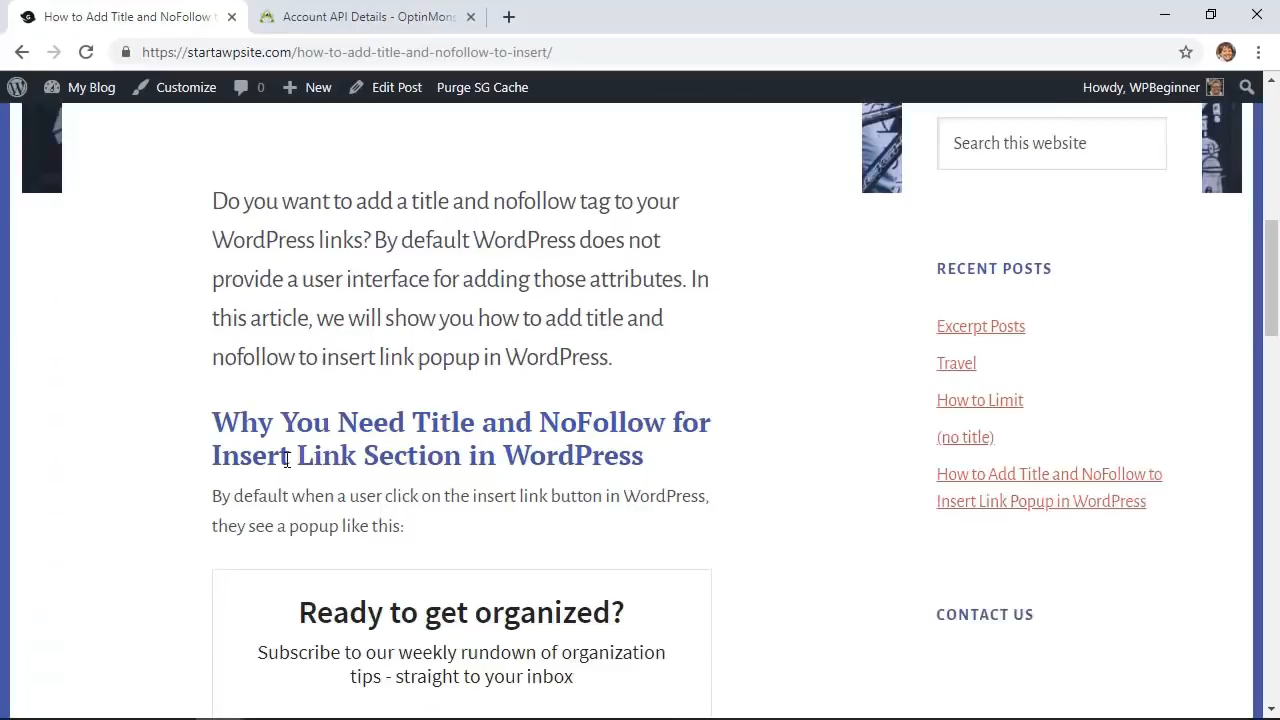 How to Add Title and NoFollow t
Account API Details - OptinMons
https://startawpsite.com/how-to-add-title-and-nofollow-to-insert/
My Blog Customize 0 New Edit Post Purge SG Cache Howdy, WPBeginner
Do you want to add a title and nofollow tag to your
WordPress links? By default WordPress does not
provide a user interface for adding those attributes. In
this article, we will show you how to add title and
nofollow to insert link popup in WordPress.
Why You Need Title and NoFollow for
Insert Link Section in WordPress
By default when a user click on the insert link button in WordPress,
they see a popup like this:
Ready to get organized?
Subscribe to our weekly rundown of organization
tips - straight to your inbox
Search this website
RECENT POSTS
Excerpt Posts
Travel
How to Limit
(no title)
How to Add Title and NoFollow to
Insert Link Popup in WordPress
CONTACT US